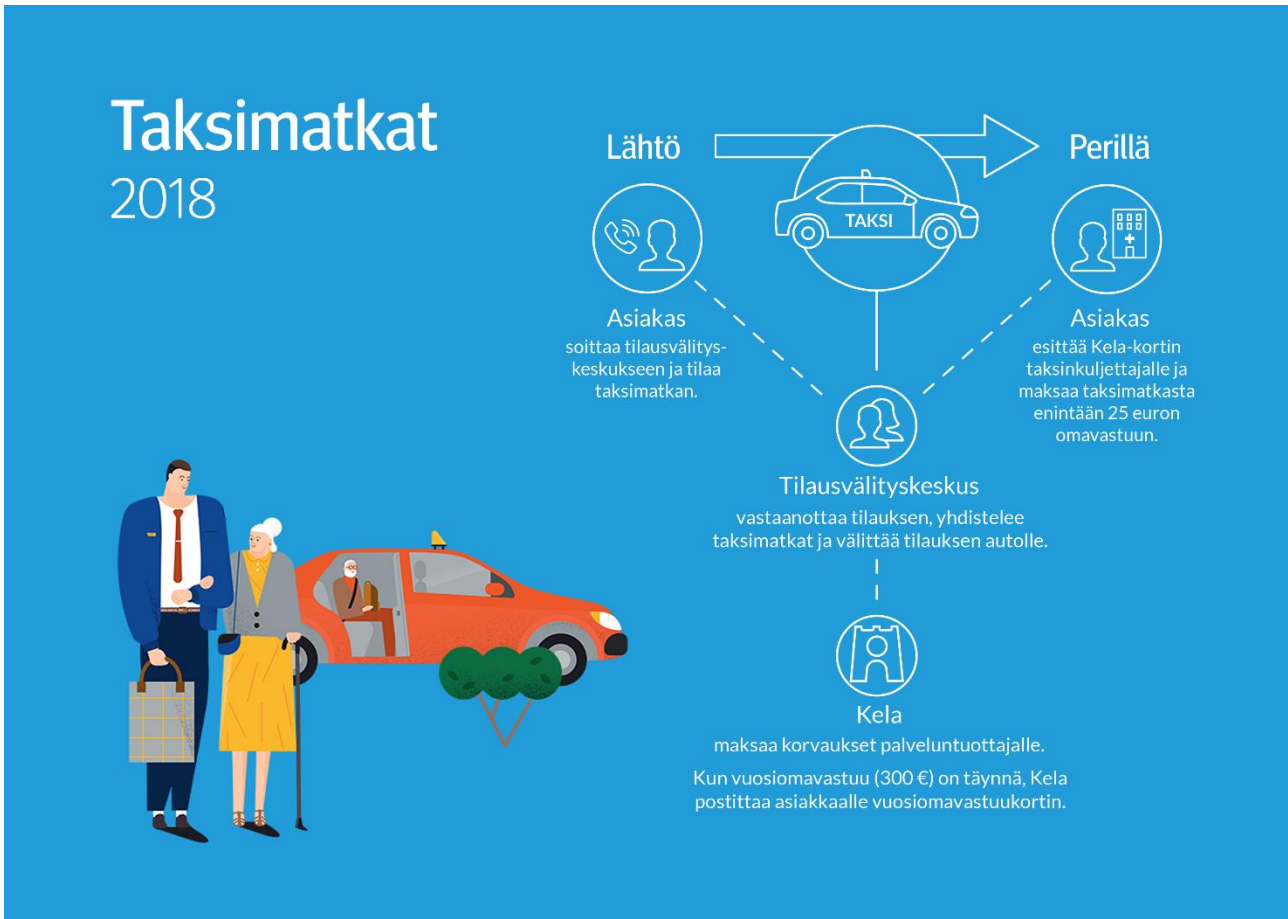 Taksimatkat
2018
Lähtö
Perillä
TAKSI
Asiakas
soittaa tilausvälitys-
keskukseen ja tilaa
taksimatkan.
Asiakas
esittää Kela-kortin
taksinkuljettajalle ja
maksaa taksimatkasta
enintään 25 euron
omavastuun.
Tilausvälityskeskus
vastaanottaa tilauksen, yhdistelee
taksimatkat ja välittää tilauksen autolle.
Kela
maksaa korvaukset palveluntuottajalle.
Kun vuosiomavastuu (300 €) on täynnä, Kela
postittaa asiakkaalle vuosiomavastuukortin.